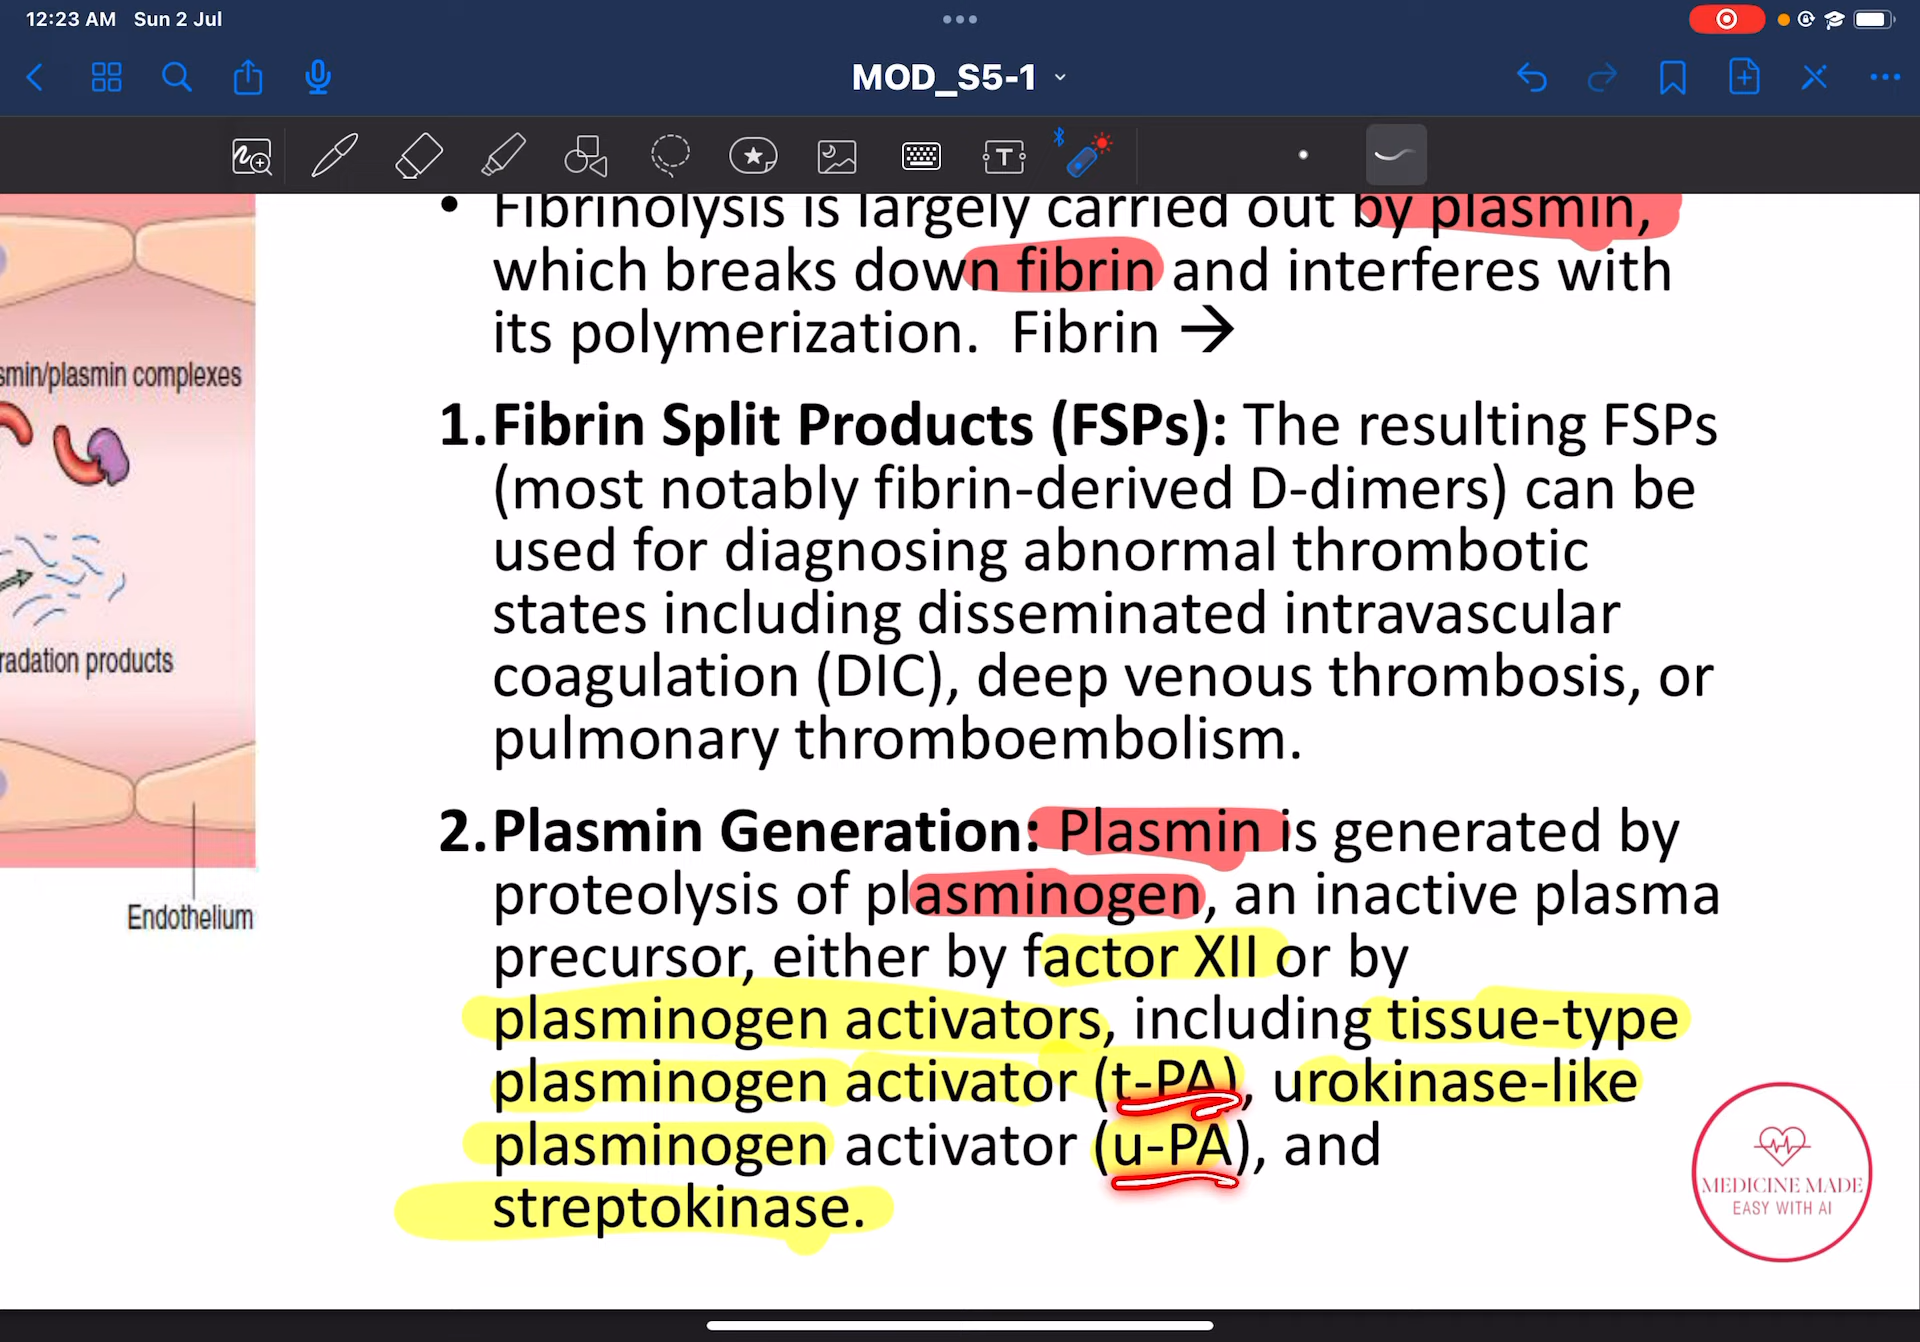 12:23 AM Sun 2 Jul
MOD_S5-1
• Fibrinolysis is largely carried out by plasmin,
which breaks down fibrin and interferes with
its polymerization. Fibrin →
1. Fibrin Split Products (FSPs): The resulting FSPs
(most notably fibrin-derived D-dimers) can be
used for diagnosing abnormal thrombotic
states including disseminated intravascular
coagulation (DIC), deep venous thrombosis, or
pulmonary thromboembolism.
2. Plasmin Generation: Plasmin is generated by
proteolysis of plasminogen, an inactive plasma
precursor, either by factor XII or by
plasminogen activators, including tissue-type
plasminogen activator (t-PA), urokinase-like
plasminogen activator (u-PA), and
streptokinase.
smin/plasmin complexes
radation products
Endothelium
MEDICINE MADE
EASY WITH AI